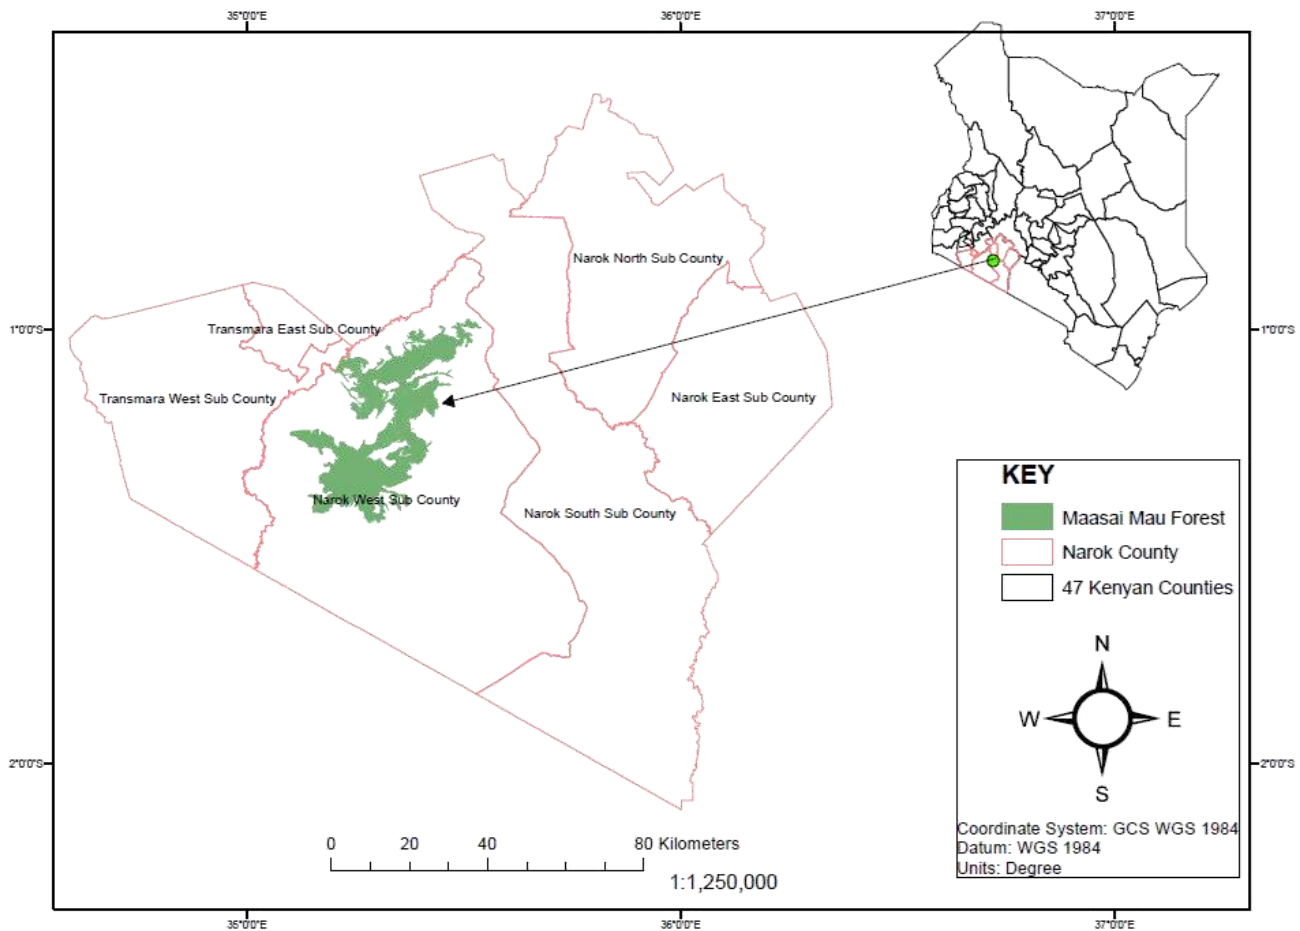 35°0'0"E
36°0'0"E
37°0'0"E
Narok North Sub County
1°0'0"S
Transmara East Sub County
1°0'0"S
Transmara West Sub County
Narok East Sub County
Narok West Sub County
Narok South Sub County
KEY
Maasai Mau Forest
Narok County
47 Kenyan Counties
N
W
E
S
2°0'0"S
2°0'0"S
Coordinate System: GCS WGS 1984
Datum: WGS 1984
Units: Degree
0 20 40 80 Kilometers
1:1,250,000
35°0'0"E
36°0'0"E
37°0'0"E